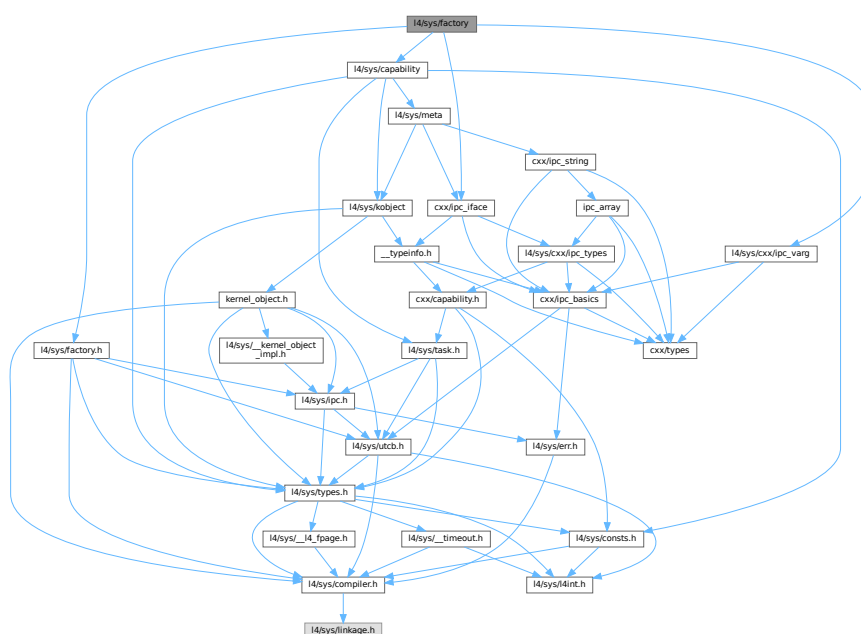 l4/sys/factory
l4/sys/capability
l4/sys/meta
cxx/ipc_string
l4/sys/kobject
cxx/ipc_iface
ipc_array
__typeinfo.h
l4/sys/cxx/ipc_types
l4/sys/cxx/ipc_varg
kernel_object.h
cxx/capability.h
cxx/ipc_basics
l4/sys/factory.h
l4/sys/__kernel_object
_impl.h
l4/sys/task.h
cxx/types
l4/sys/ipc.h
l4/sys/utcb.h
l4/sys/err.h
l4/sys/types.h
l4/sys/__l4_fpage.h
l4/sys/__timeout.h
l4/sys/consts.h
l4/sys/compiler.h
l4/sys/l4int.h
l4/sys/linkage.h